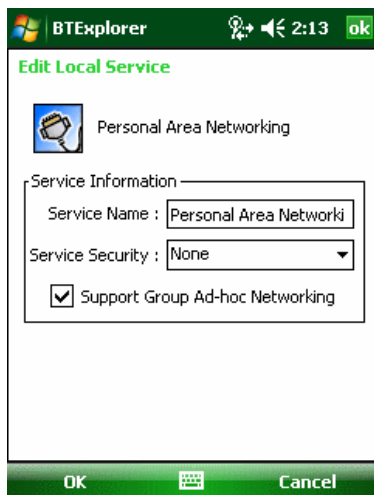 BTExplorer 2:13 ok
Edit Local Service
Personal Area Networking
Service Information
Service Name : Personal Area Networki
Service Security : None
Support Group Ad-hoc Networking
OK Cancel